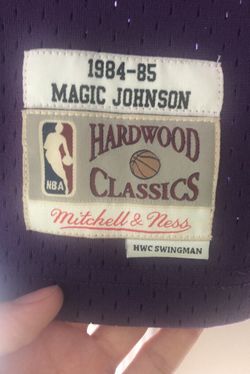 1984-85
MAGIC JOHNSON
NBA
HARDWOOD
CLASSICS
Mitchell & Ness
HWC SWINGMAN